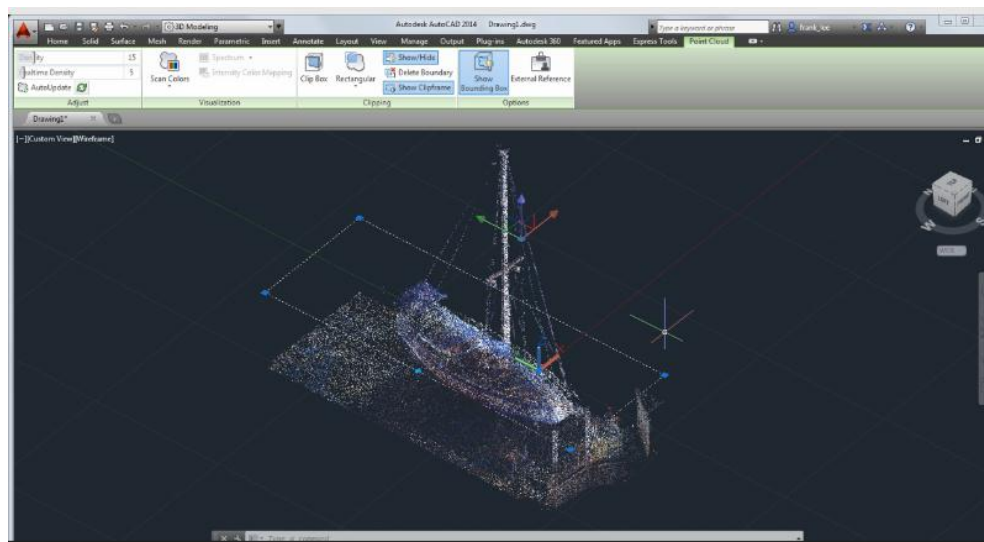 3D Modeling
Autodesk AutoCAD 2014 Drawing1.dwg
Type a keyword or phrase
frank_lee
Home Solid Surface Mesh Render Parametric Insert Annotate Layout View Manage Output Plug-ins Autodesk 360 Featured Apps Express Tools Point Cloud
Density 15
Realtime Density 5
AutoUpdate
Adjust
Scan Colors
Spectrum
Intensity Color Mapping
Visualization
Clip Box
Rectangular
Show/Hide
Delete Boundary
Show Clipframe
Clipping
Show Bounding Box
External Reference
Options
Drawing1*
[-][Custom View][Wireframe]
Type a command